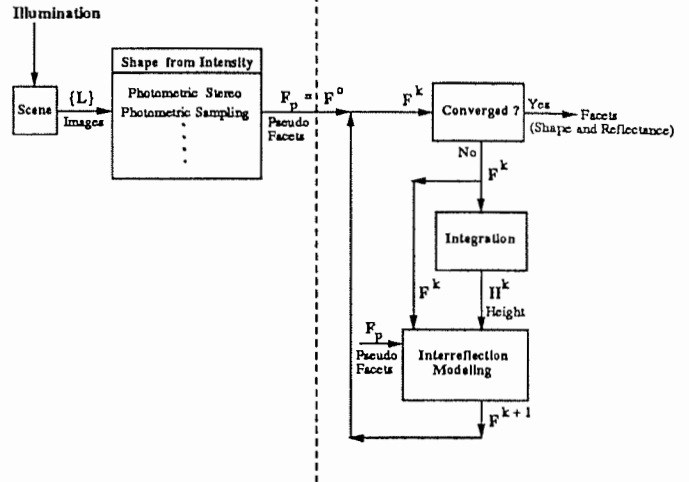 Illumination
Scene
{L}
Images
Shape from Intensity
Photometric Stereo
Photometric Sampling
F_p = F^0
Pseudo
Facets
F^k
Converged ?
Yes
Facets
(Shape and Reflectance)
No
F^k
Integration
F^k
H^k
Height
F_p
Pseudo
Facets
Interreflection
Modeling
F^k+1